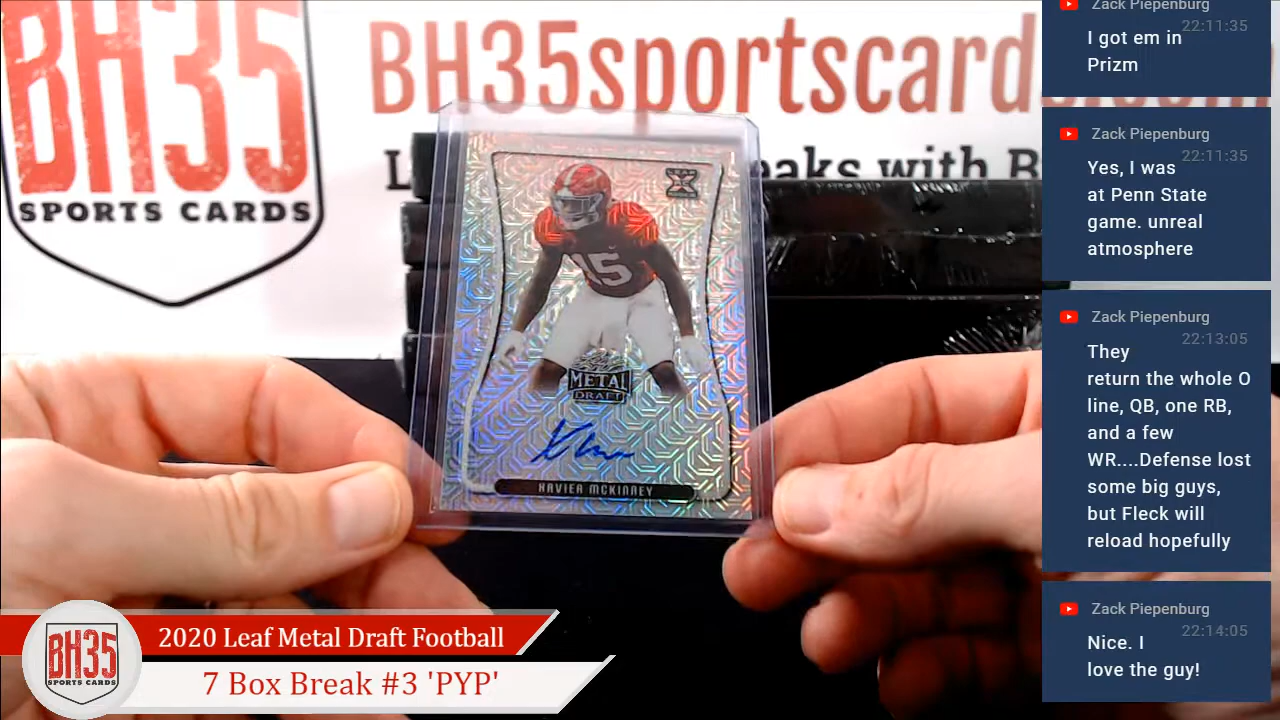 BH35
SPORTS CARDS
BH35sportscard
eaks with B
LEAF
15
METAL
DRAFT
XAVIER MCKINNEY
2020 Leaf Metal Draft Football
7 Box Break #3 'PYP'
BH35
SPORTS CARDS
Zack Piepenburg
22:11:35
I got em in
Prizm
Zack Piepenburg
22:11:35
Yes, I was
at Penn State
game. unreal
atmosphere
Zack Piepenburg
22:13:05
They
return the whole O
line, QB, one RB,
and a few
WR....Defense lost
some big guys,
but Fleck will
reload hopefully
Zack Piepenburg
22:14:05
Nice. I
love the guy!